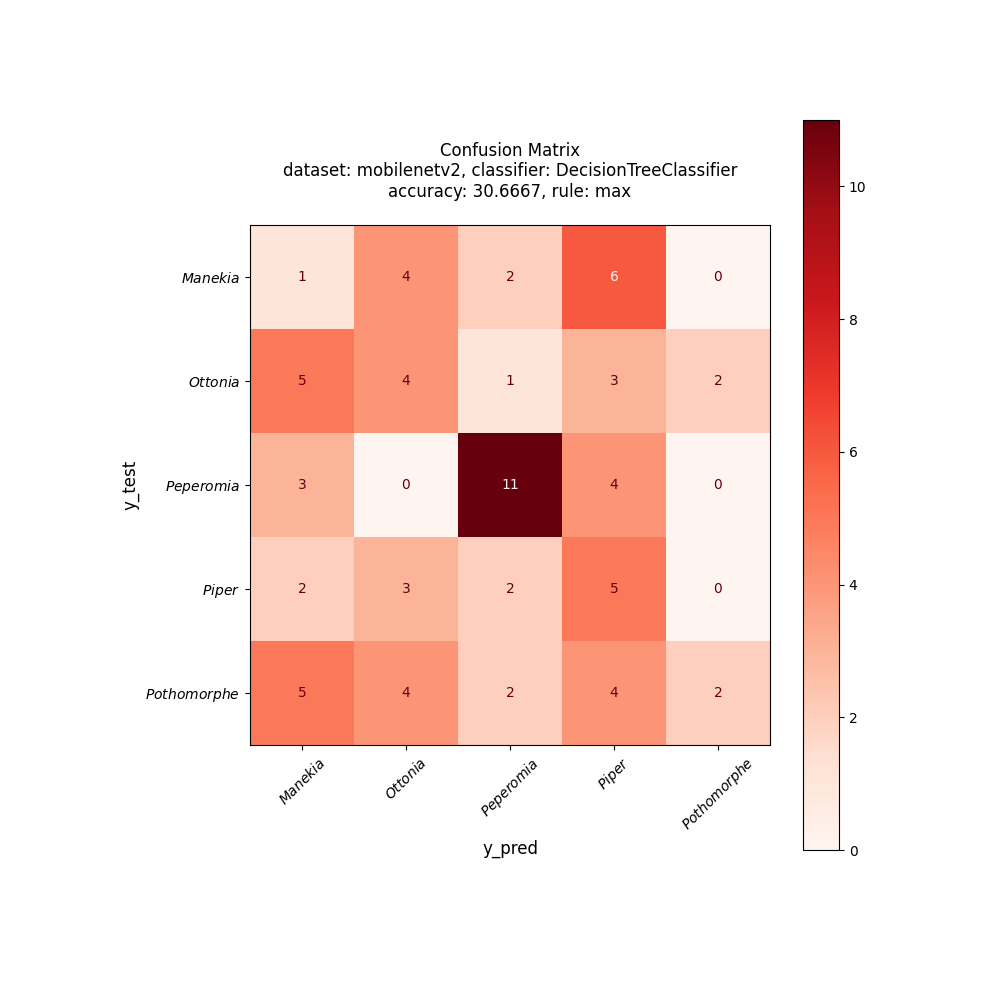 Confusion Matrix
dataset: mobilenetv2, classifier: DecisionTreeClassifier
accuracy: 30.6667, rule: max
y_test
Manekia 1 4 2 6 0
Ottonia 5 4 1 3 2
Peperomia 3 0 11 4 0
Piper 2 3 2 5 0
Pothomorphe 5 4 2 4 2
Manekia Ottonia Peperomia Piper Pothomorphe
y_pred
10
8
6
4
2
0